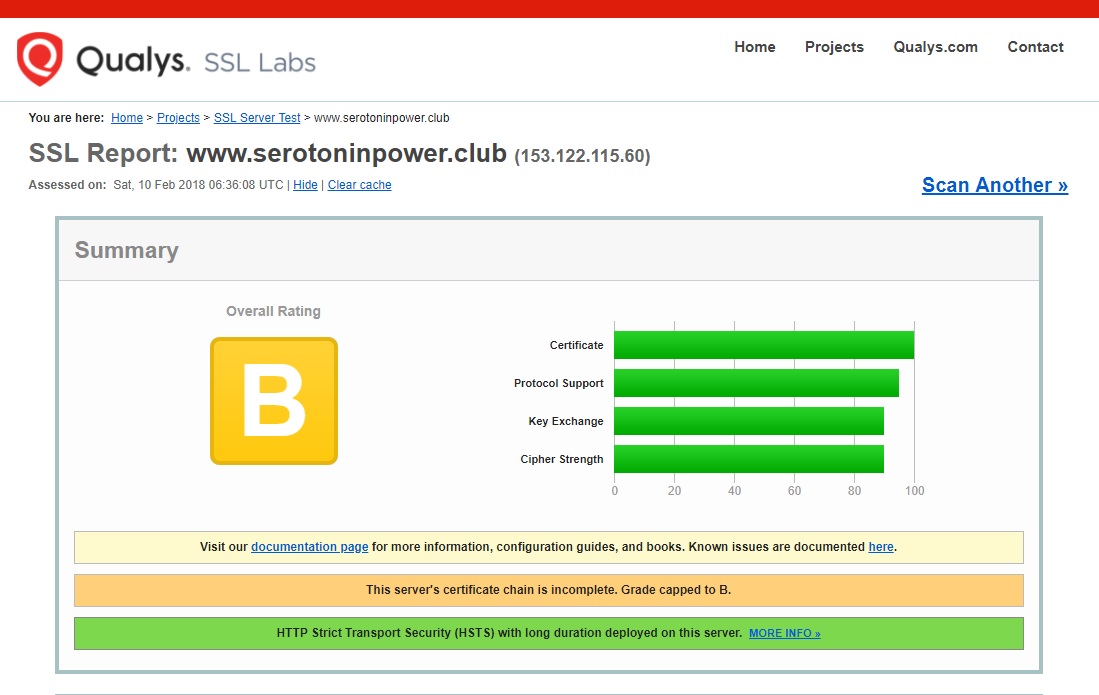 Qualys. SSL Labs
Home Projects Qualys.com Contact
You are here: Home > Projects > SSL Server Test > www.serotoninpower.club
SSL Report: www.serotoninpower.club (153.122.115.60)
Assessed on: Sat, 10 Feb 2018 06:36:08 UTC | Hide | Clear cache
Scan Another »
Summary
Overall Rating
B
Certificate
Protocol Support
Key Exchange
Cipher Strength
0 20 40 60 80 100
Visit our documentation page for more information, configuration guides, and books. Known issues are documented here.
This server's certificate chain is incomplete. Grade capped to B.
HTTP Strict Transport Security (HSTS) with long duration deployed on this server. MORE INFO »